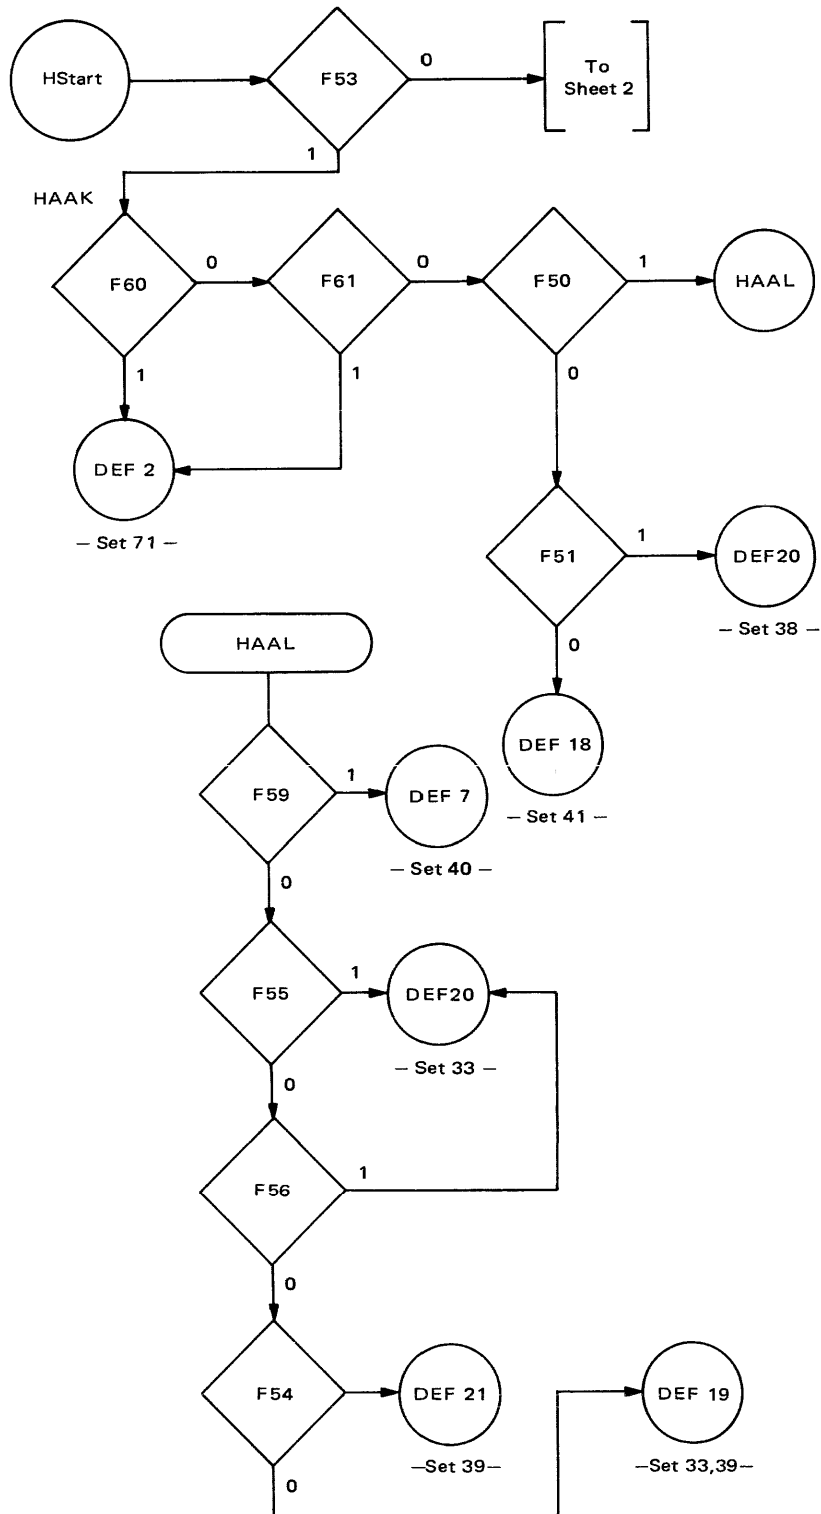 HStart
F53
0
To
Sheet 2
1
HAAK
F60
0
F61
0
F50
1
HAAL
1
1
0
DEF 2
— Set 71 —
F51
1
DEF20
— Set 38 —
0
HAAL
DEF 18
— Set 41 —
F59
1
DEF 7
— Set 40 —
0
F55
1
DEF20
— Set 33 —
0
F56
1
0
F54
DEF 21
DEF 19
—Set 39—
—Set 33,39—
0